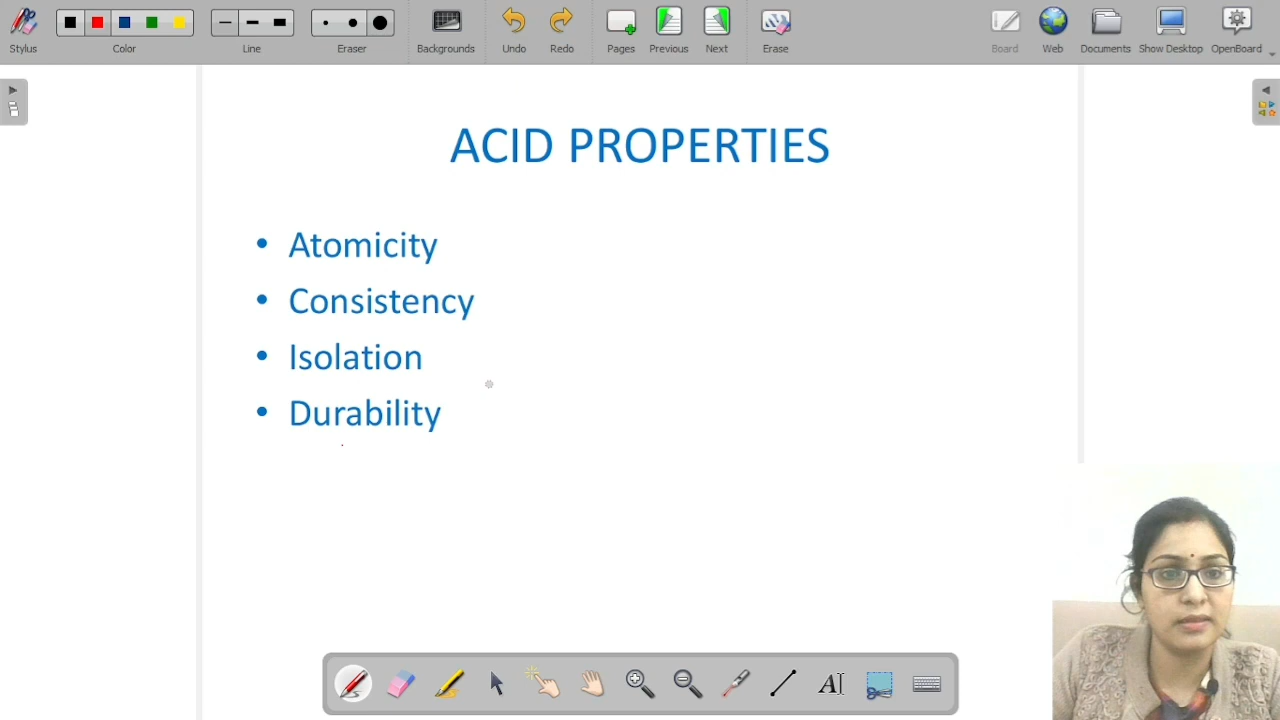 Stylus
Color
Line
Eraser
Backgrounds
Undo
Redo
Pages
Previous
Next
Erase
Board
Web
Documents
Show Desktop
OpenBoard
ACID PROPERTIES
• Atomicity
• Consistency
• Isolation
• Durability